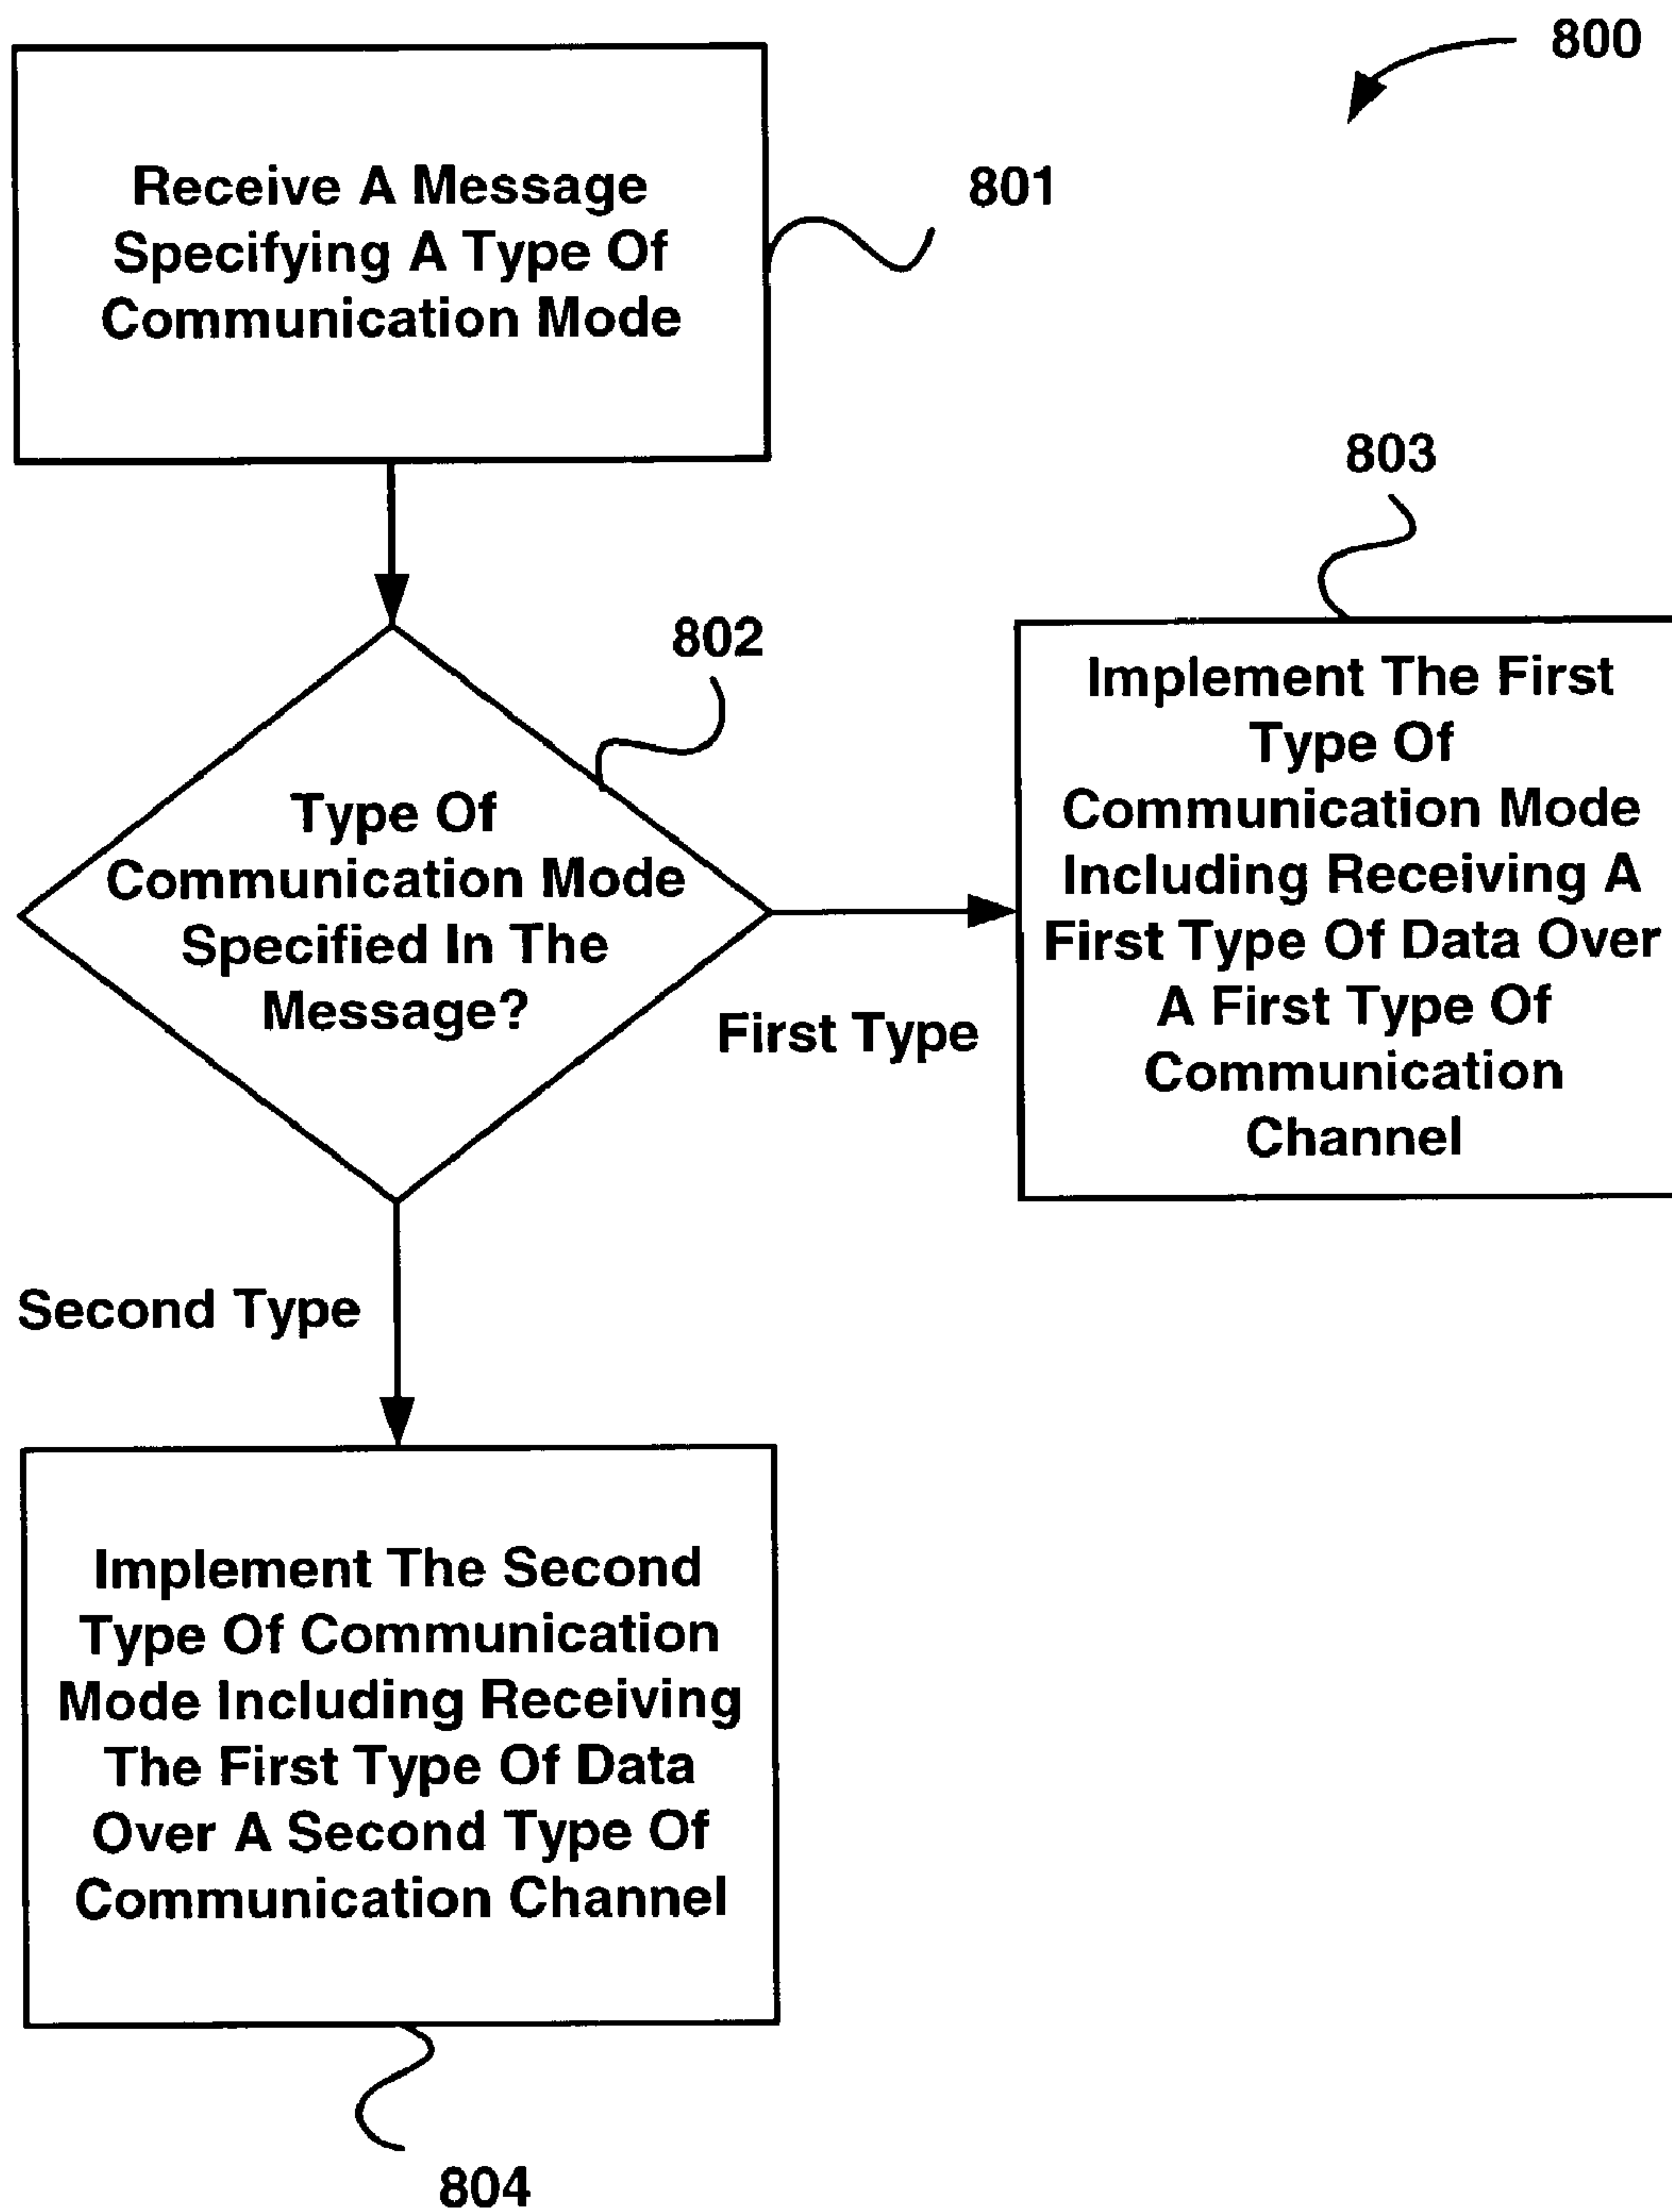 800
Receive A Message
Specifying A Type Of
Communication Mode
801
802
Type Of
Communication Mode
Specified In The
Message?
First Type
803
Implement The First
Type Of
Communication Mode
Including Receiving A
First Type Of Data Over
A First Type Of
Communication
Channel
Second Type
Implement The Second
Type Of Communication
Mode Including Receiving
The First Type Of Data
Over A Second Type Of
Communication Channel
804